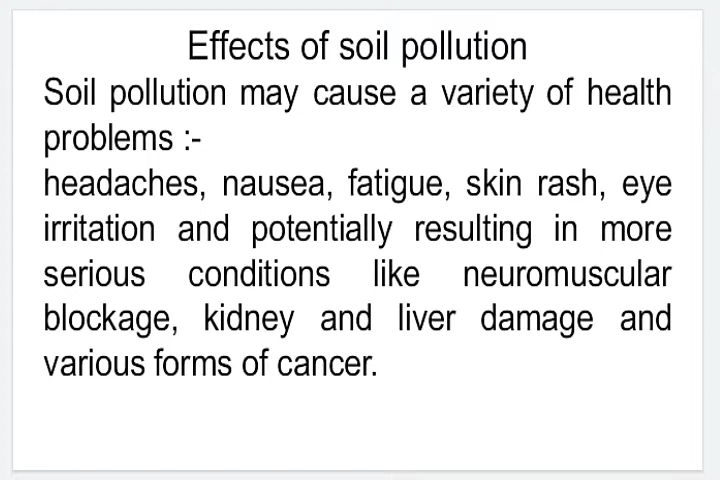 Effects of soil pollution
Soil pollution may cause a variety of health
problems :-
headaches, nausea, fatigue, skin rash, eye
irritation and potentially resulting in more
serious conditions like neuromuscular
blockage, kidney and liver damage and
various forms of cancer.